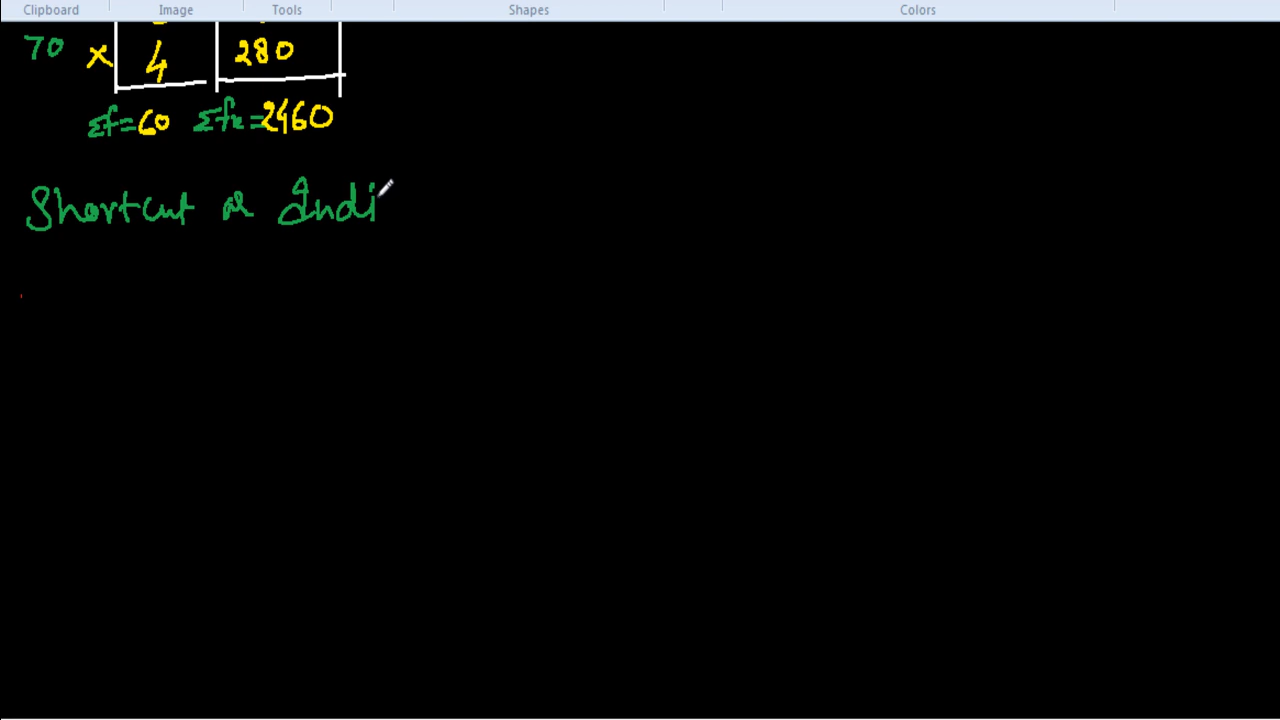 Clipboard Image Tools Shapes Colors
70 × 4 280
Σf=60 Σfx=2460
Shortcut or Indi